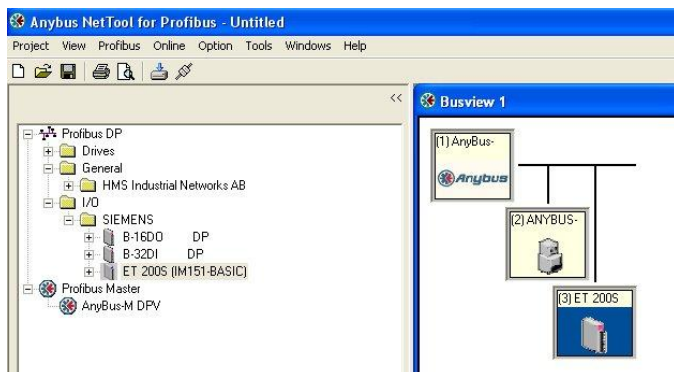 Anybus NetTool for Profibus - Untitled
Project View Profibus Online Option Tools Windows Help
<<
Profibus DP
Drives
General
HMS Industrial Networks AB
I/O
SIEMENS
B-16DO DP
B-32DI DP
ET 200S (IM151-BASIC)
Profibus Master
AnyBus-M DPV
Busview 1
(1) AnyBus-
Anybus
(2) ANYBUS-
(3) ET 200S